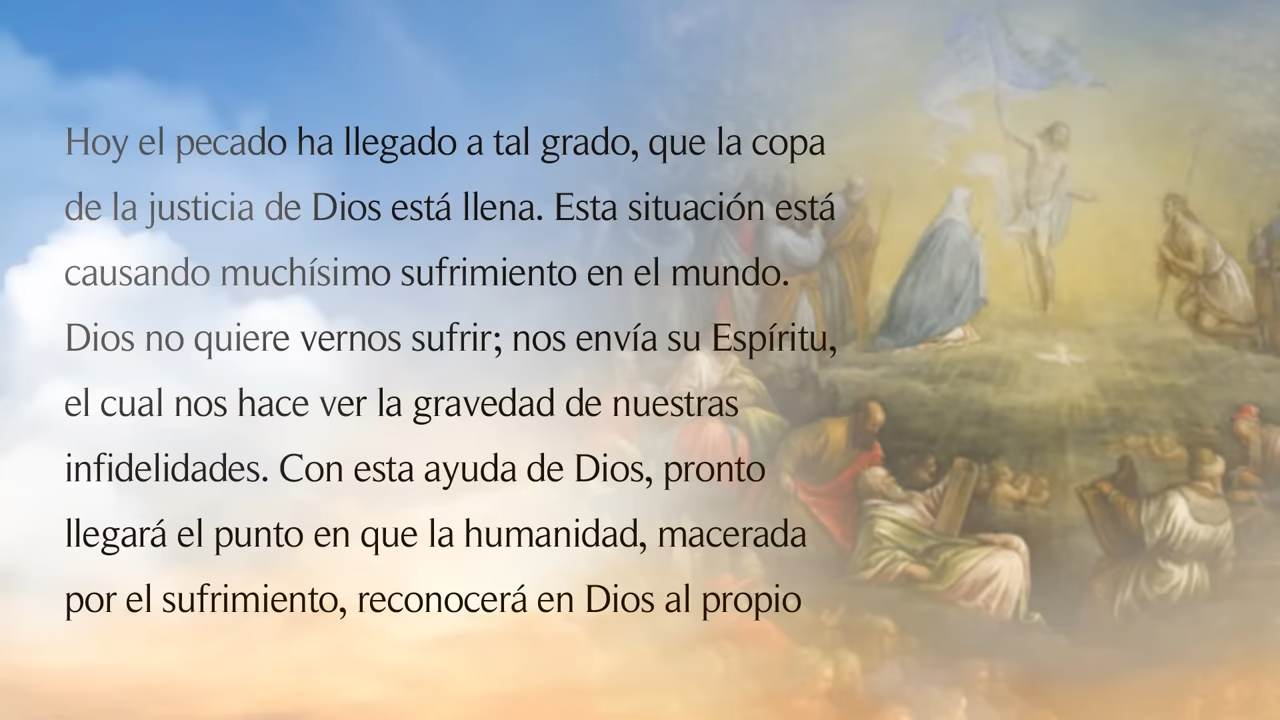 Hoy el pecado ha llegado a tal grado, que la copa
de la justicia de Dios está llena. Esta situación está
causando muchísimo sufrimiento en el mundo.
Dios no quiere vernos sufrir; nos envía su Espíritu,
el cual nos hace ver la gravedad de nuestras
infidelidades. Con esta ayuda de Dios, pronto
llegará el punto en que la humanidad, macerada
por el sufrimiento, reconocerá en Dios al propio